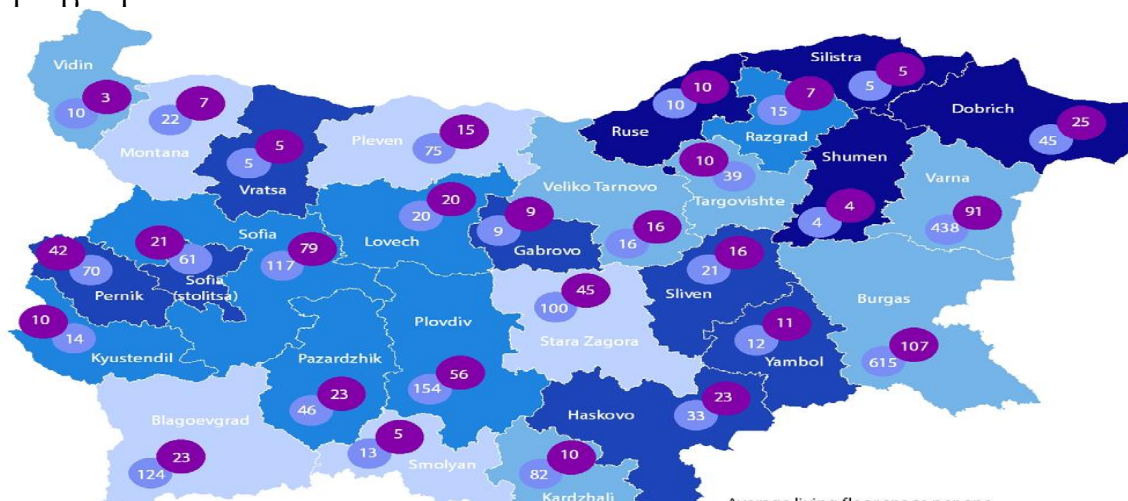 Vidin
3
10
Montana
7
22
Vratsa
5
5
Pleven
15
75
Ruse
10
10
Silistra
5
5
Dobrich
25
45
Razgrad
7
15
Shumen
4
4
Targovishte
10
39
Varna
91
438
Veliko Tarnovo
16
16
Lovech
20
20
Gabrovo
9
9
Sofia
79
117
Sofia
(stolitsa)
21
61
Pernik
42
70
Kyustendil
10
14
Pazardzhik
23
46
Plovdiv
56
154
Stara Zagora
45
100
Sliven
16
21
Yambol
11
12
Burgas
107
615
Haskovo
23
33
Blagoevgrad
23
124
Smolyan
5
13
Kardzhali
10
82